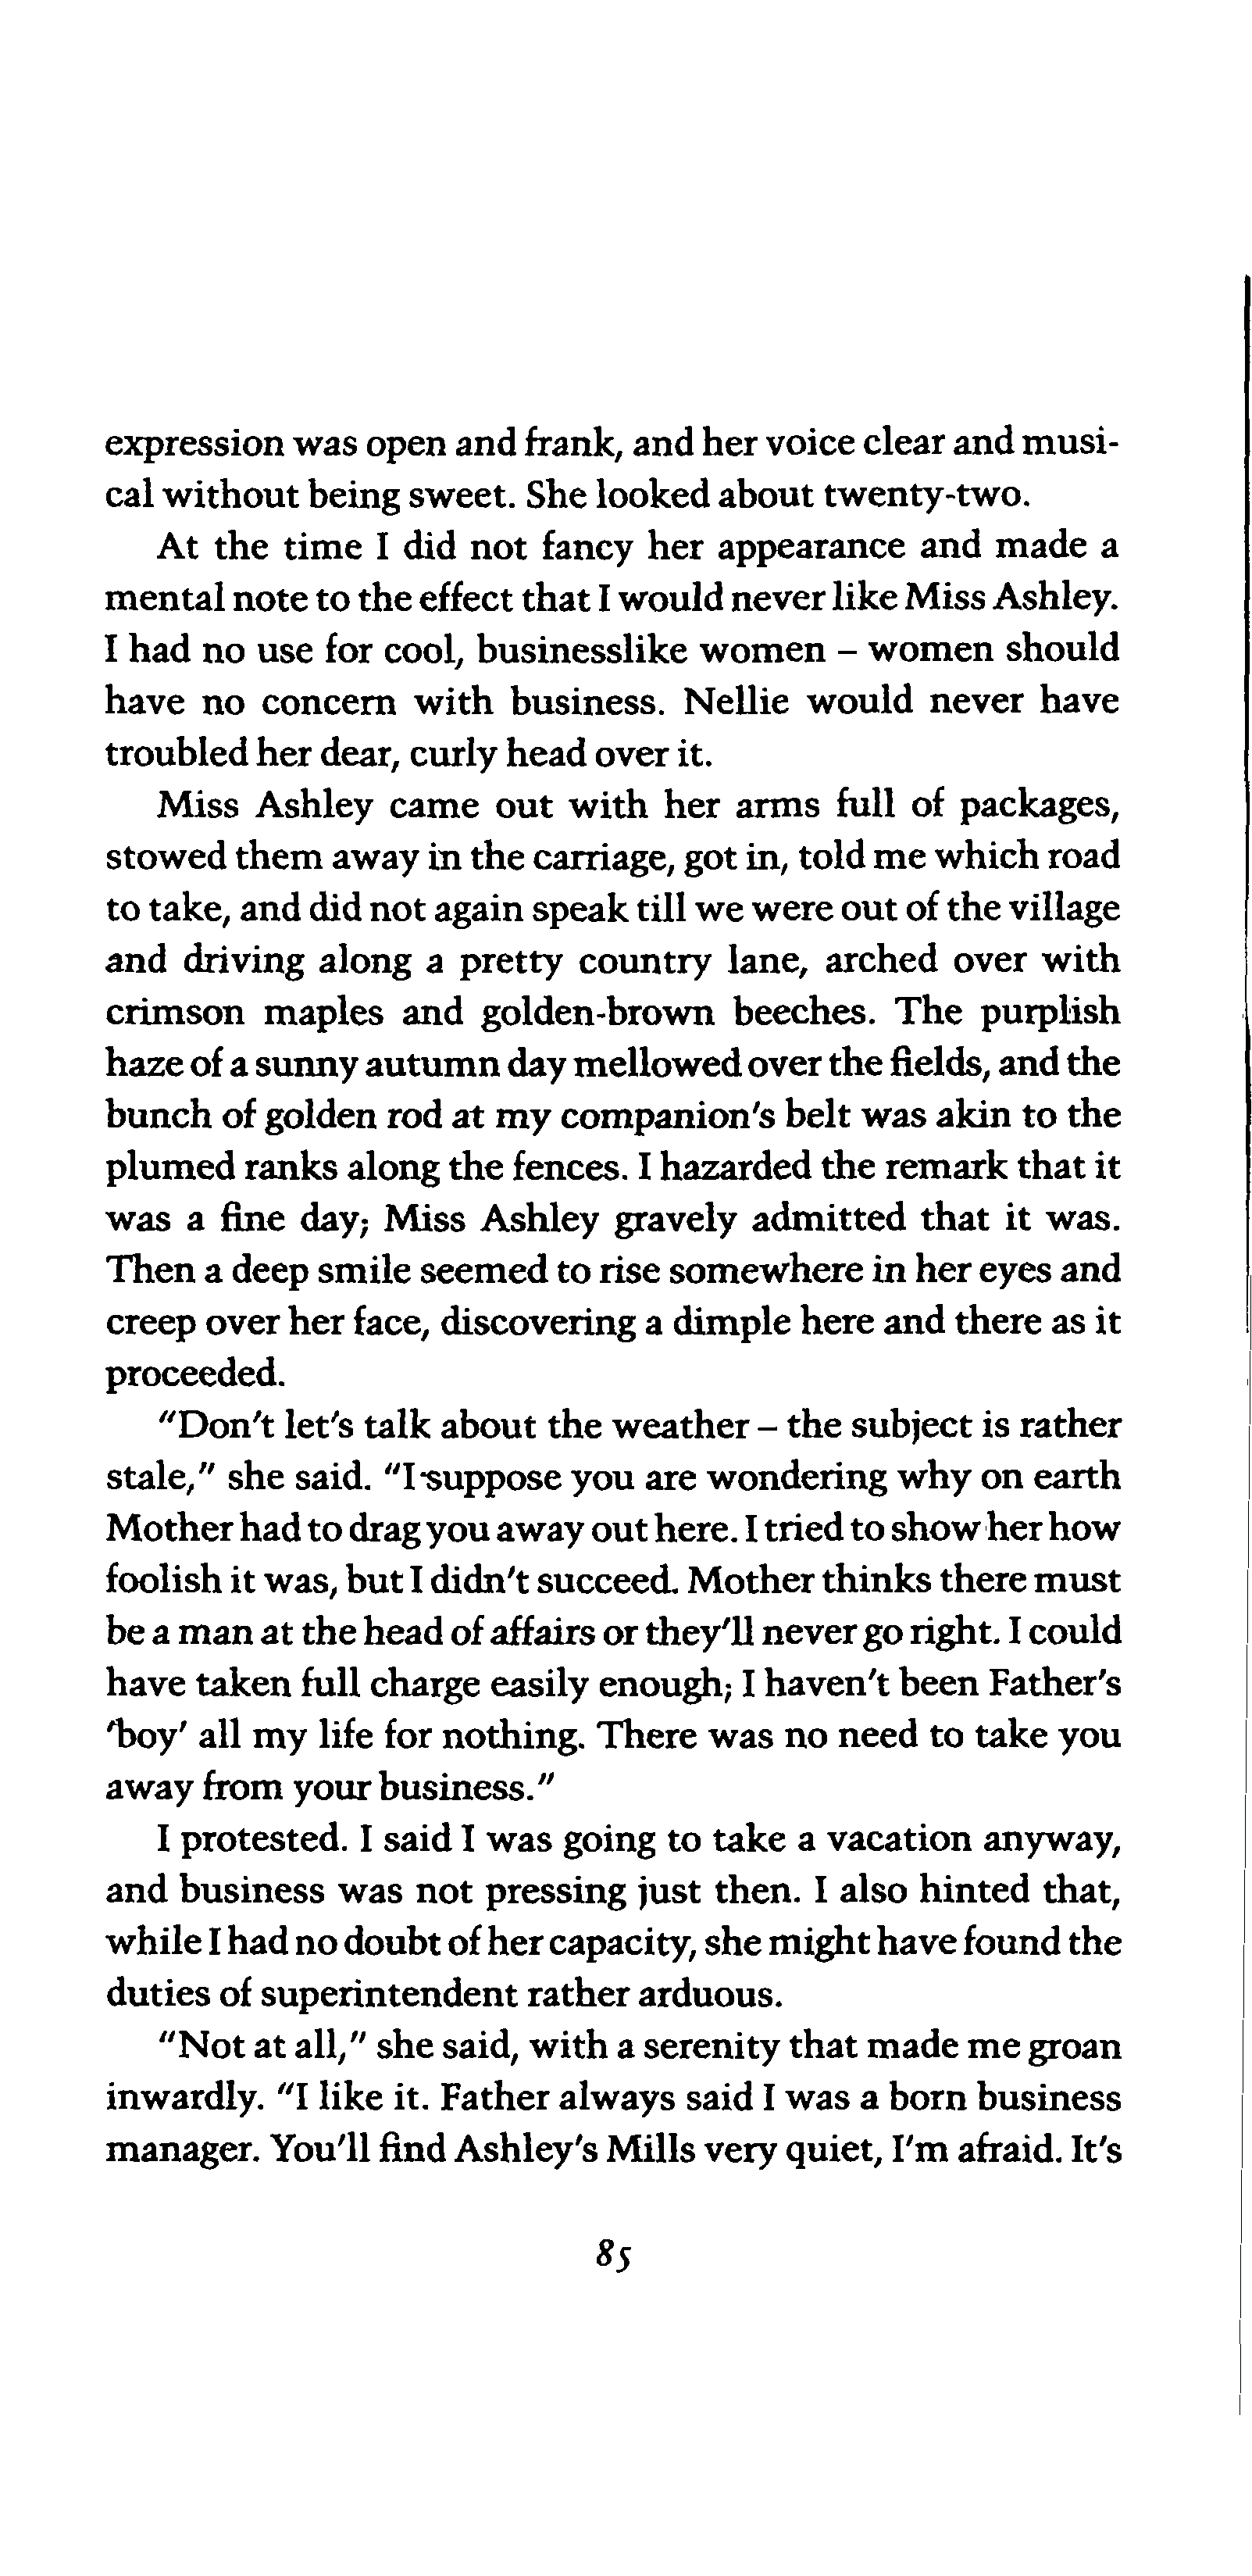 expression was open and frank, and her voice clear and musi-
cal without being sweet. She looked about twenty-two.
At the time I did not fancy her appearance and made a
mental note to the effect that I would never like Miss Ashley.
I had no use for cool, businesslike women – women should
have no concern with business. Nellie would never have
troubled her dear, curly head over it.
Miss Ashley came out with her arms full of packages,
stowed them away in the carriage, got in, told me which road
to take, and did not again speak till we were out of the village
and driving along a pretty country lane, arched over with
crimson maples and golden-brown beeches. The purplish
haze of a sunny autumn day mellowed over the fields, and the
bunch of golden rod at my companion's belt was akin to the
plumed ranks along the fences. I hazarded the remark that it
was a fine day; Miss Ashley gravely admitted that it was.
Then a deep smile seemed to rise somewhere in her eyes and
creep over her face, discovering a dimple here and there as it
proceeded.
"Don't let's talk about the weather – the subject is rather
stale," she said. "I suppose you are wondering why on earth
Mother had to drag you away out here. I tried to show her how
foolish it was, but I didn't succeed. Mother thinks there must
be a man at the head of affairs or they'll never go right. I could
have taken full charge easily enough; I haven't been Father's
'boy' all my life for nothing. There was no need to take you
away from your business."
I protested. I said I was going to take a vacation anyway,
and business was not pressing just then. I also hinted that,
while I had no doubt of her capacity, she might have found the
duties of superintendent rather arduous.
"Not at all," she said, with a serenity that made me groan
inwardly. "I like it. Father always said I was a born business
manager. You'll find Ashley's Mills very quiet, I'm afraid. It's
85